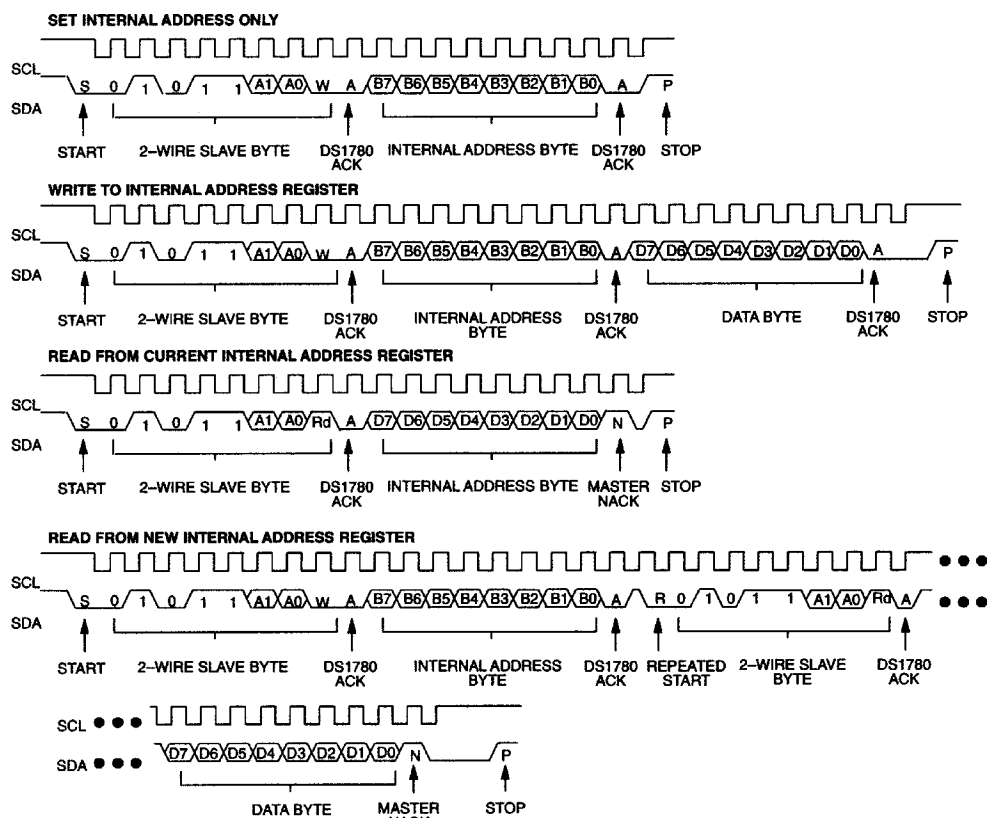 SET INTERNAL ADDRESS ONLY
SCL
S 0 1 0 1 1 A1 A0 W A B7 B6 B5 B4 B3 B2 B1 B0 A P
SDA
START 2–WIRE SLAVE BYTE DS1780 ACK INTERNAL ADDRESS BYTE DS1780 ACK STOP
WRITE TO INTERNAL ADDRESS REGISTER
SCL
S 0 1 0 1 1 A1 A0 W A B7 B6 B5 B4 B3 B2 B1 B0 A D7 D6 D5 D4 D3 D2 D1 D0 A P
SDA
START 2–WIRE SLAVE BYTE DS1780 ACK INTERNAL ADDRESS BYTE DS1780 ACK DATA BYTE DS1780 ACK STOP
READ FROM CURRENT INTERNAL ADDRESS REGISTER
SCL
S 0 1 0 1 1 A1 A0 Rd A D7 D6 D5 D4 D3 D2 D1 D0 N P
SDA
START 2–WIRE SLAVE BYTE DS1780 ACK INTERNAL ADDRESS BYTE MASTER NACK STOP
READ FROM NEW INTERNAL ADDRESS REGISTER
SCL
S 0 1 0 1 1 A1 A0 W A B7 B6 B5 B4 B3 B2 B1 B0 A R 0 1 0 1 1 A1 A0 Rd A
SDA
START 2–WIRE SLAVE BYTE DS1780 ACK INTERNAL ADDRESS BYTE DS1780 ACK REPEATED START 2–WIRE SLAVE BYTE DS1780 ACK
SCL
SDA D7 D6 D5 D4 D3 D2 D1 D0 N P
DATA BYTE MASTER NACK STOP